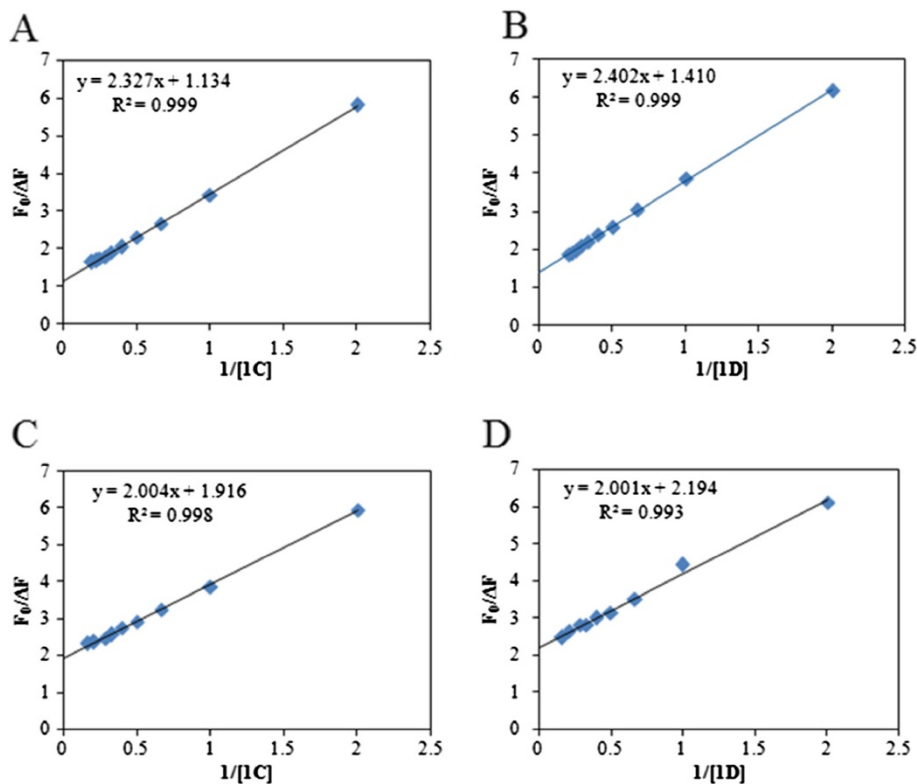 A
y = 2.327x + 1.134
R² = 0.999
F₀/ΔF
7
6
5
4
3
2
1
0
0 0.5 1 1.5 2 2.5
1/[1C]
B
y = 2.402x + 1.410
R² = 0.999
F₀/ΔF
7
6
5
4
3
2
1
0
0 0.5 1 1.5 2 2.5
1/[1D]
C
y = 2.004x + 1.916
R² = 0.998
F₀/ΔF
7
6
5
4
3
2
1
0
0 0.5 1 1.5 2 2.5
1/[1C]
D
y = 2.001x + 2.194
R² = 0.993
F₀/ΔF
7
6
5
4
3
2
1
0
0 0.5 1 1.5 2 2.5
1/[1D]